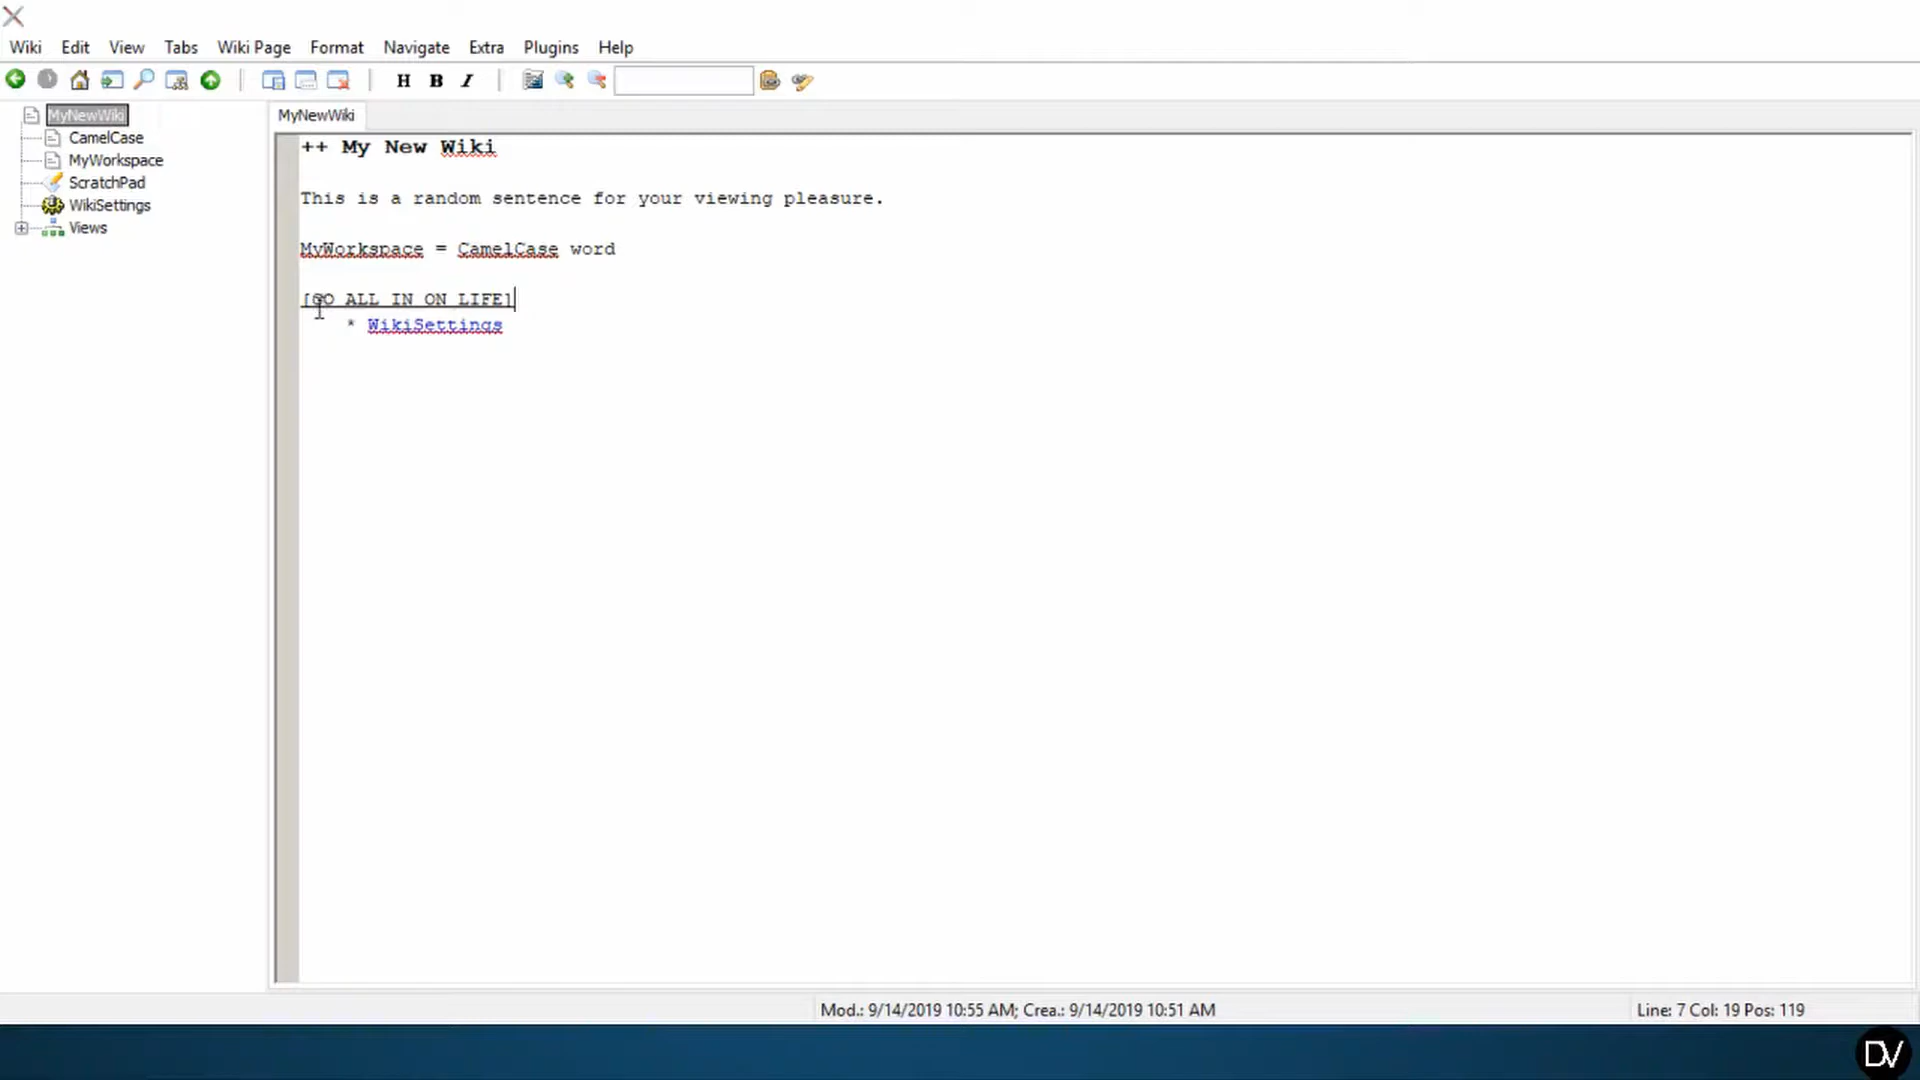 Wiki Edit View Tabs Wiki Page Format Navigate Extra Plugins Help
H B I
MyNewWiki
CamelCase
MyWorkspace
ScratchPad
WikiSettings
Views
MyNewWiki
++ My New Wiki
This is a random sentence for your viewing pleasure.
MyWorkspace = CamelCase word
[GO ALL IN ON LIFE]
* WikiSettings
Mod.: 9/14/2019 10:55 AM; Crea.: 9/14/2019 10:51 AM
Line: 7 Col: 19 Pos: 119
DV